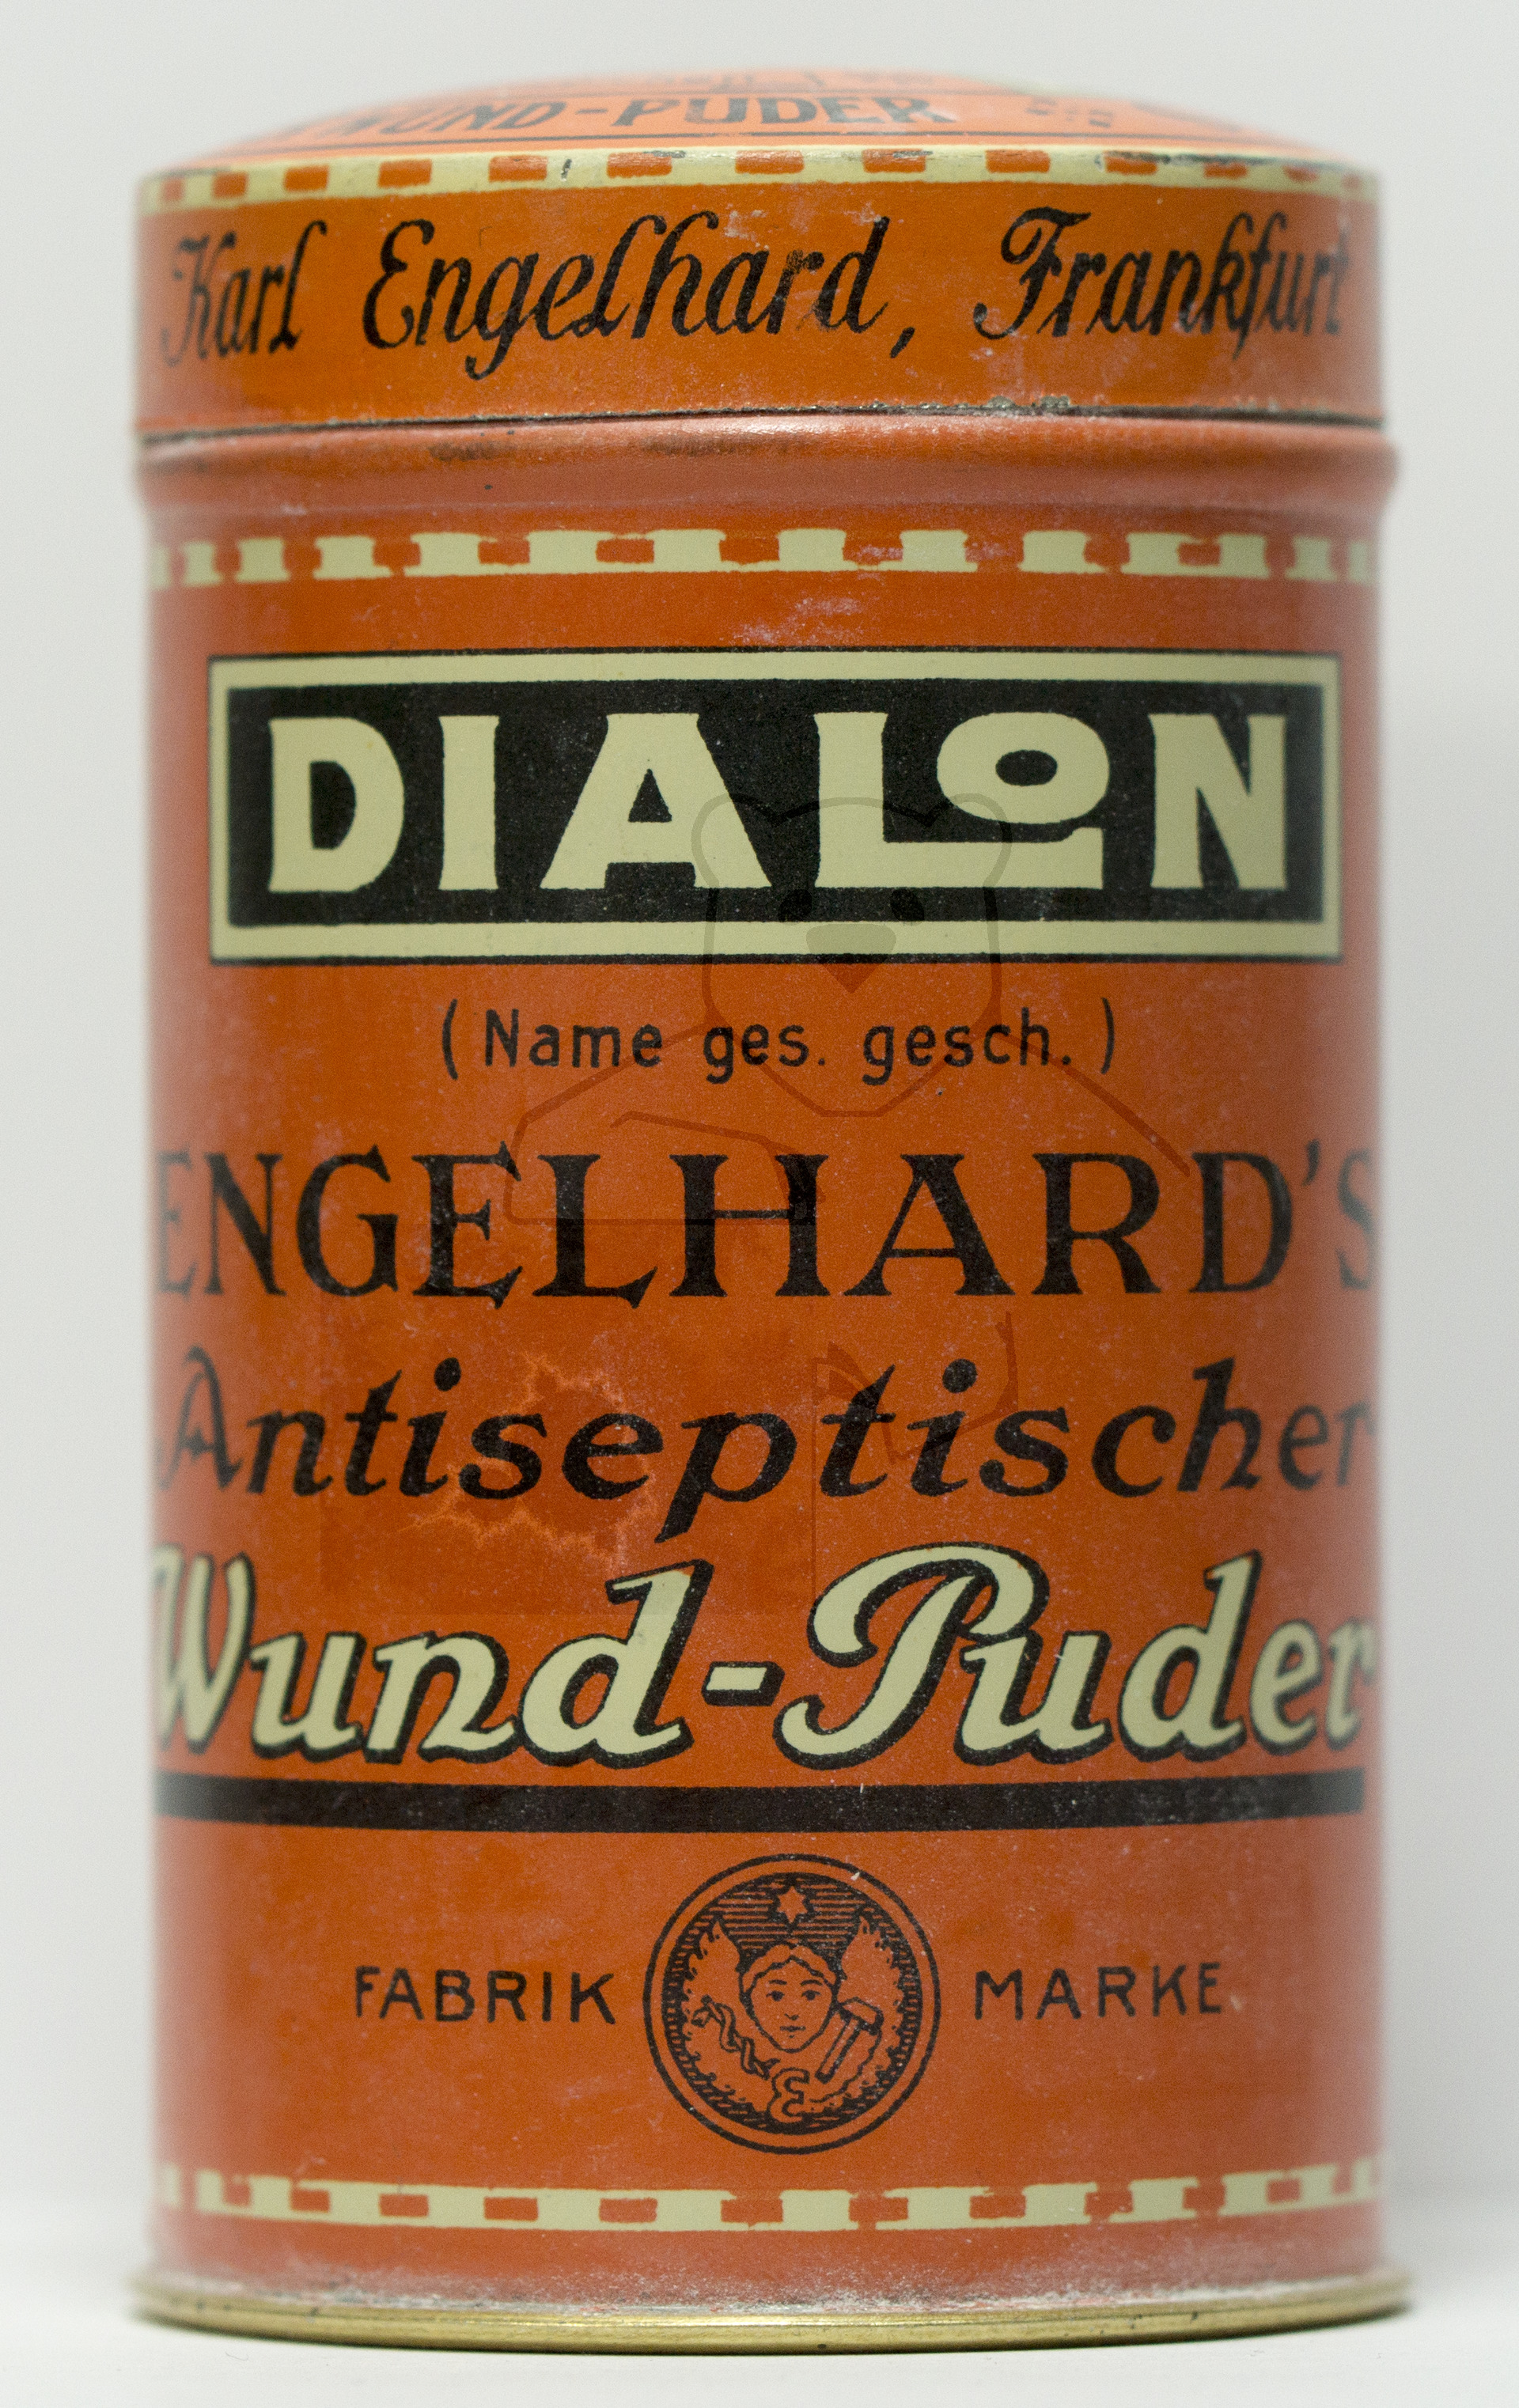 WUND-PUDER
Karl Engelhard, Frankfurt
DIALON
(Name ges. gesch.)
ENGELHARD'S
Antiseptischer
Wund-Puder
FABRIK MARKE
E